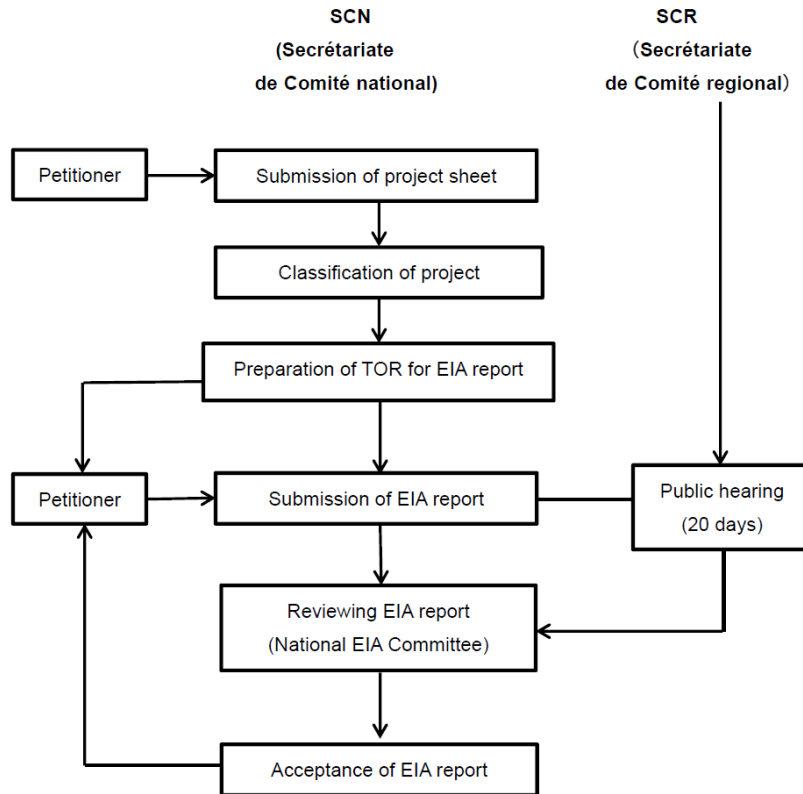 SCN
(Secrétariate
de Comité national)
SCR
（Secrétariate
de Comité regional）
Petitioner
Submission of project sheet
Classification of project
Preparation of TOR for EIA report
Petitioner
Submission of EIA report
Public hearing
(20 days)
Reviewing EIA report
(National EIA Committee)
Acceptance of EIA report